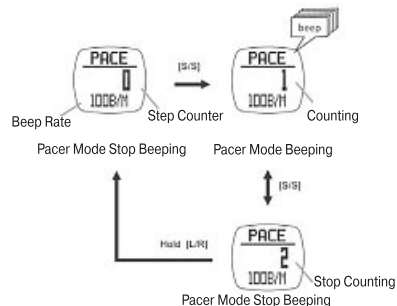 beep
PACE
0
100B/M
[S/S]
PACE
1
100B/M
Beep Rate
Step Counter
Counting
Pacer Mode Stop Beeping
Pacer Mode Beeping
[S/S]
Hold [L/R]
PACE
2
100B/M
Stop Counting
Pacer Mode Stop Beeping